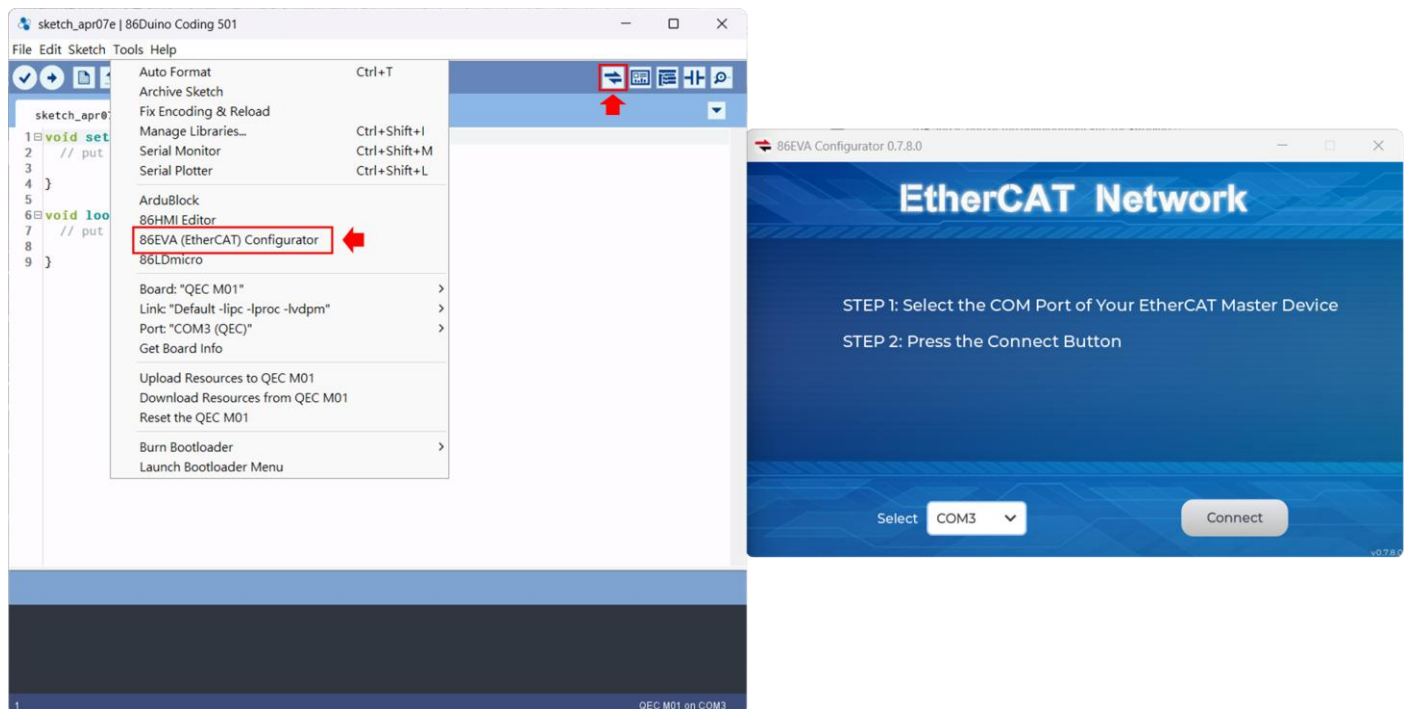 sketch_apr07e | 86Duino Coding 501
File Edit Sketch Tools Help
sketch_apr0
1 void set
2 // put
3
4 }
5
6 void loo
7 // put
8
9 }
Auto Format Ctrl+T
Archive Sketch
Fix Encoding & Reload
Manage Libraries... Ctrl+Shift+I
Serial Monitor Ctrl+Shift+M
Serial Plotter Ctrl+Shift+L
ArduBlock
86HMI Editor
86EVA (EtherCAT) Configurator
86LDmicro
Board: "QEC M01"
Link: "Default -lipc -lproc -lvdpm"
Port: "COM3 (QEC)"
Get Board Info
Upload Resources to QEC M01
Download Resources from QEC M01
Reset the QEC M01
Burn Bootloader
Launch Bootloader Menu
1
QEC M01 on COM3
86EVA Configurator 0.7.8.0
EtherCAT Network
STEP 1: Select the COM Port of Your EtherCAT Master Device
STEP 2: Press the Connect Button
Select COM3 Connect
v0.7.8.0